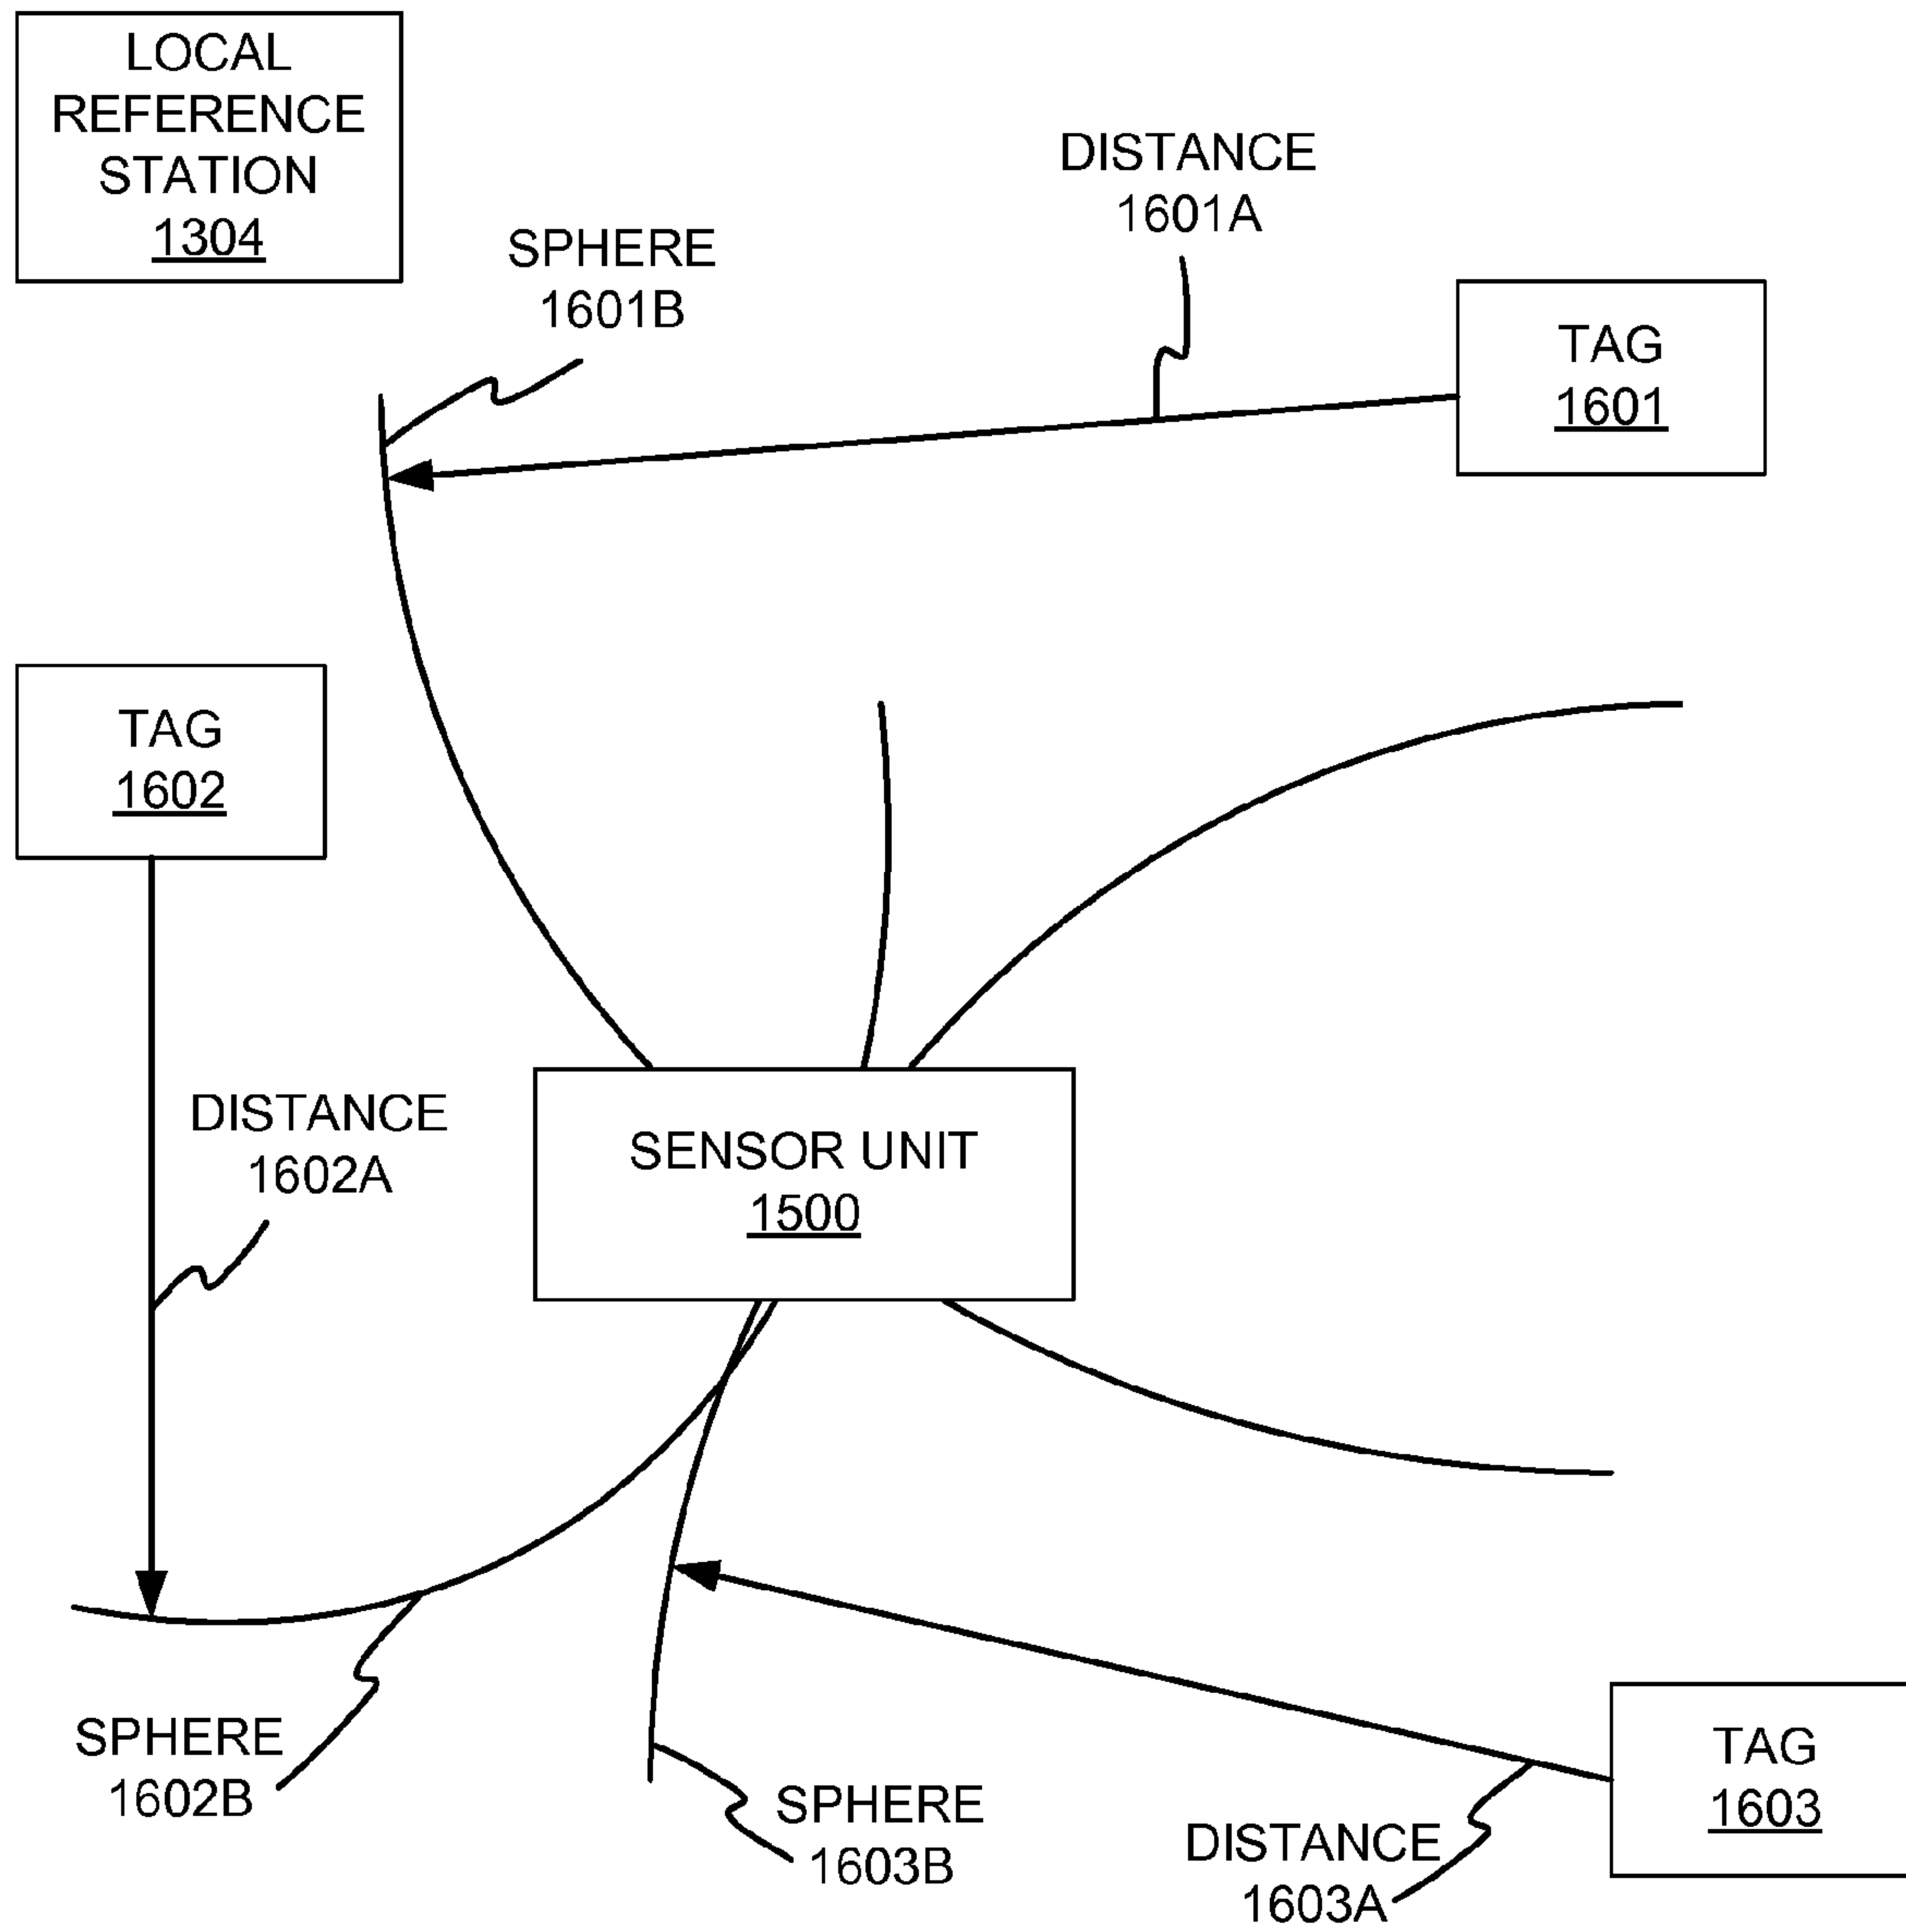 LOCAL
REFERENCE
STATION
1304
DISTANCE
1601A
SPHERE
1601B
TAG
1601
TAG
1602
DISTANCE
1602A
SENSOR UNIT
1500
SPHERE
1602B
SPHERE
1603B
TAG
1603
DISTANCE
1603A